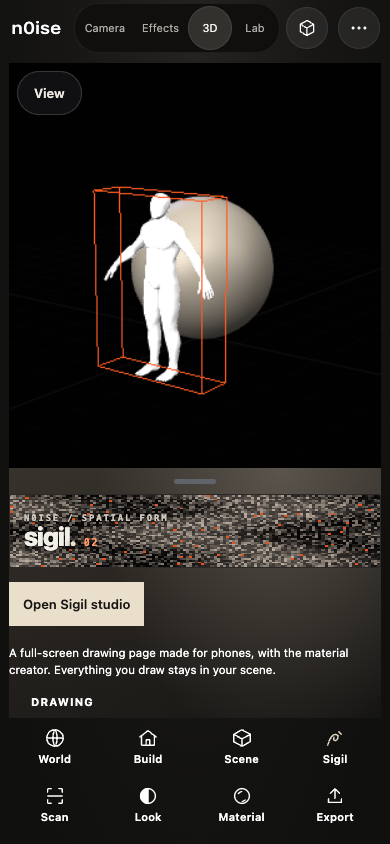 n0ise
Camera
Effects
3D
Lab
View
N0ISE / SPATIAL FORM
sigil. 02
Open Sigil studio
A full-screen drawing page made for phones, with the material
creator. Everything you draw stays in your scene.
DRAWING
World
Build
Scene
Sigil
Scan
Look
Material
Export